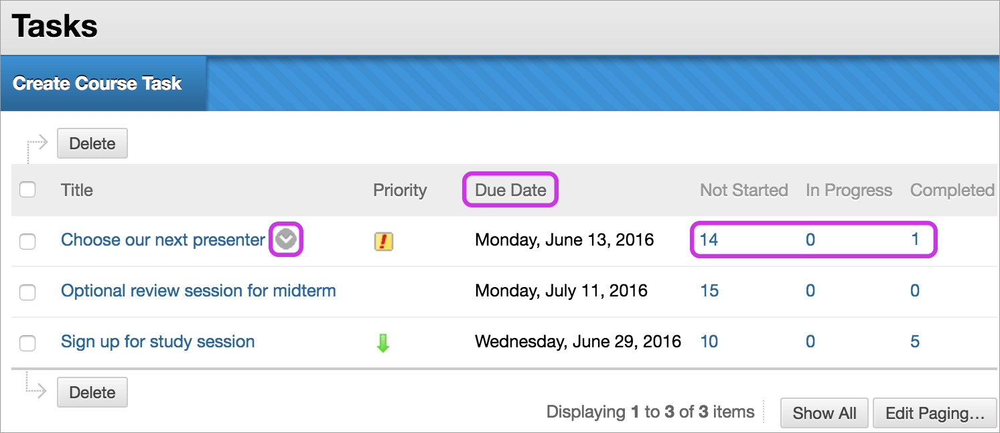 Tasks
Create Course Task
Delete
Title Priority Due Date Not Started In Progress Completed
Choose our next presenter Monday, June 13, 2016 14 0 1
Optional review session for midterm Monday, July 11, 2016 15 0 0
Sign up for study session Wednesday, June 29, 2016 10 0 5
Delete
Displaying 1 to 3 of 3 items Show All Edit Paging...